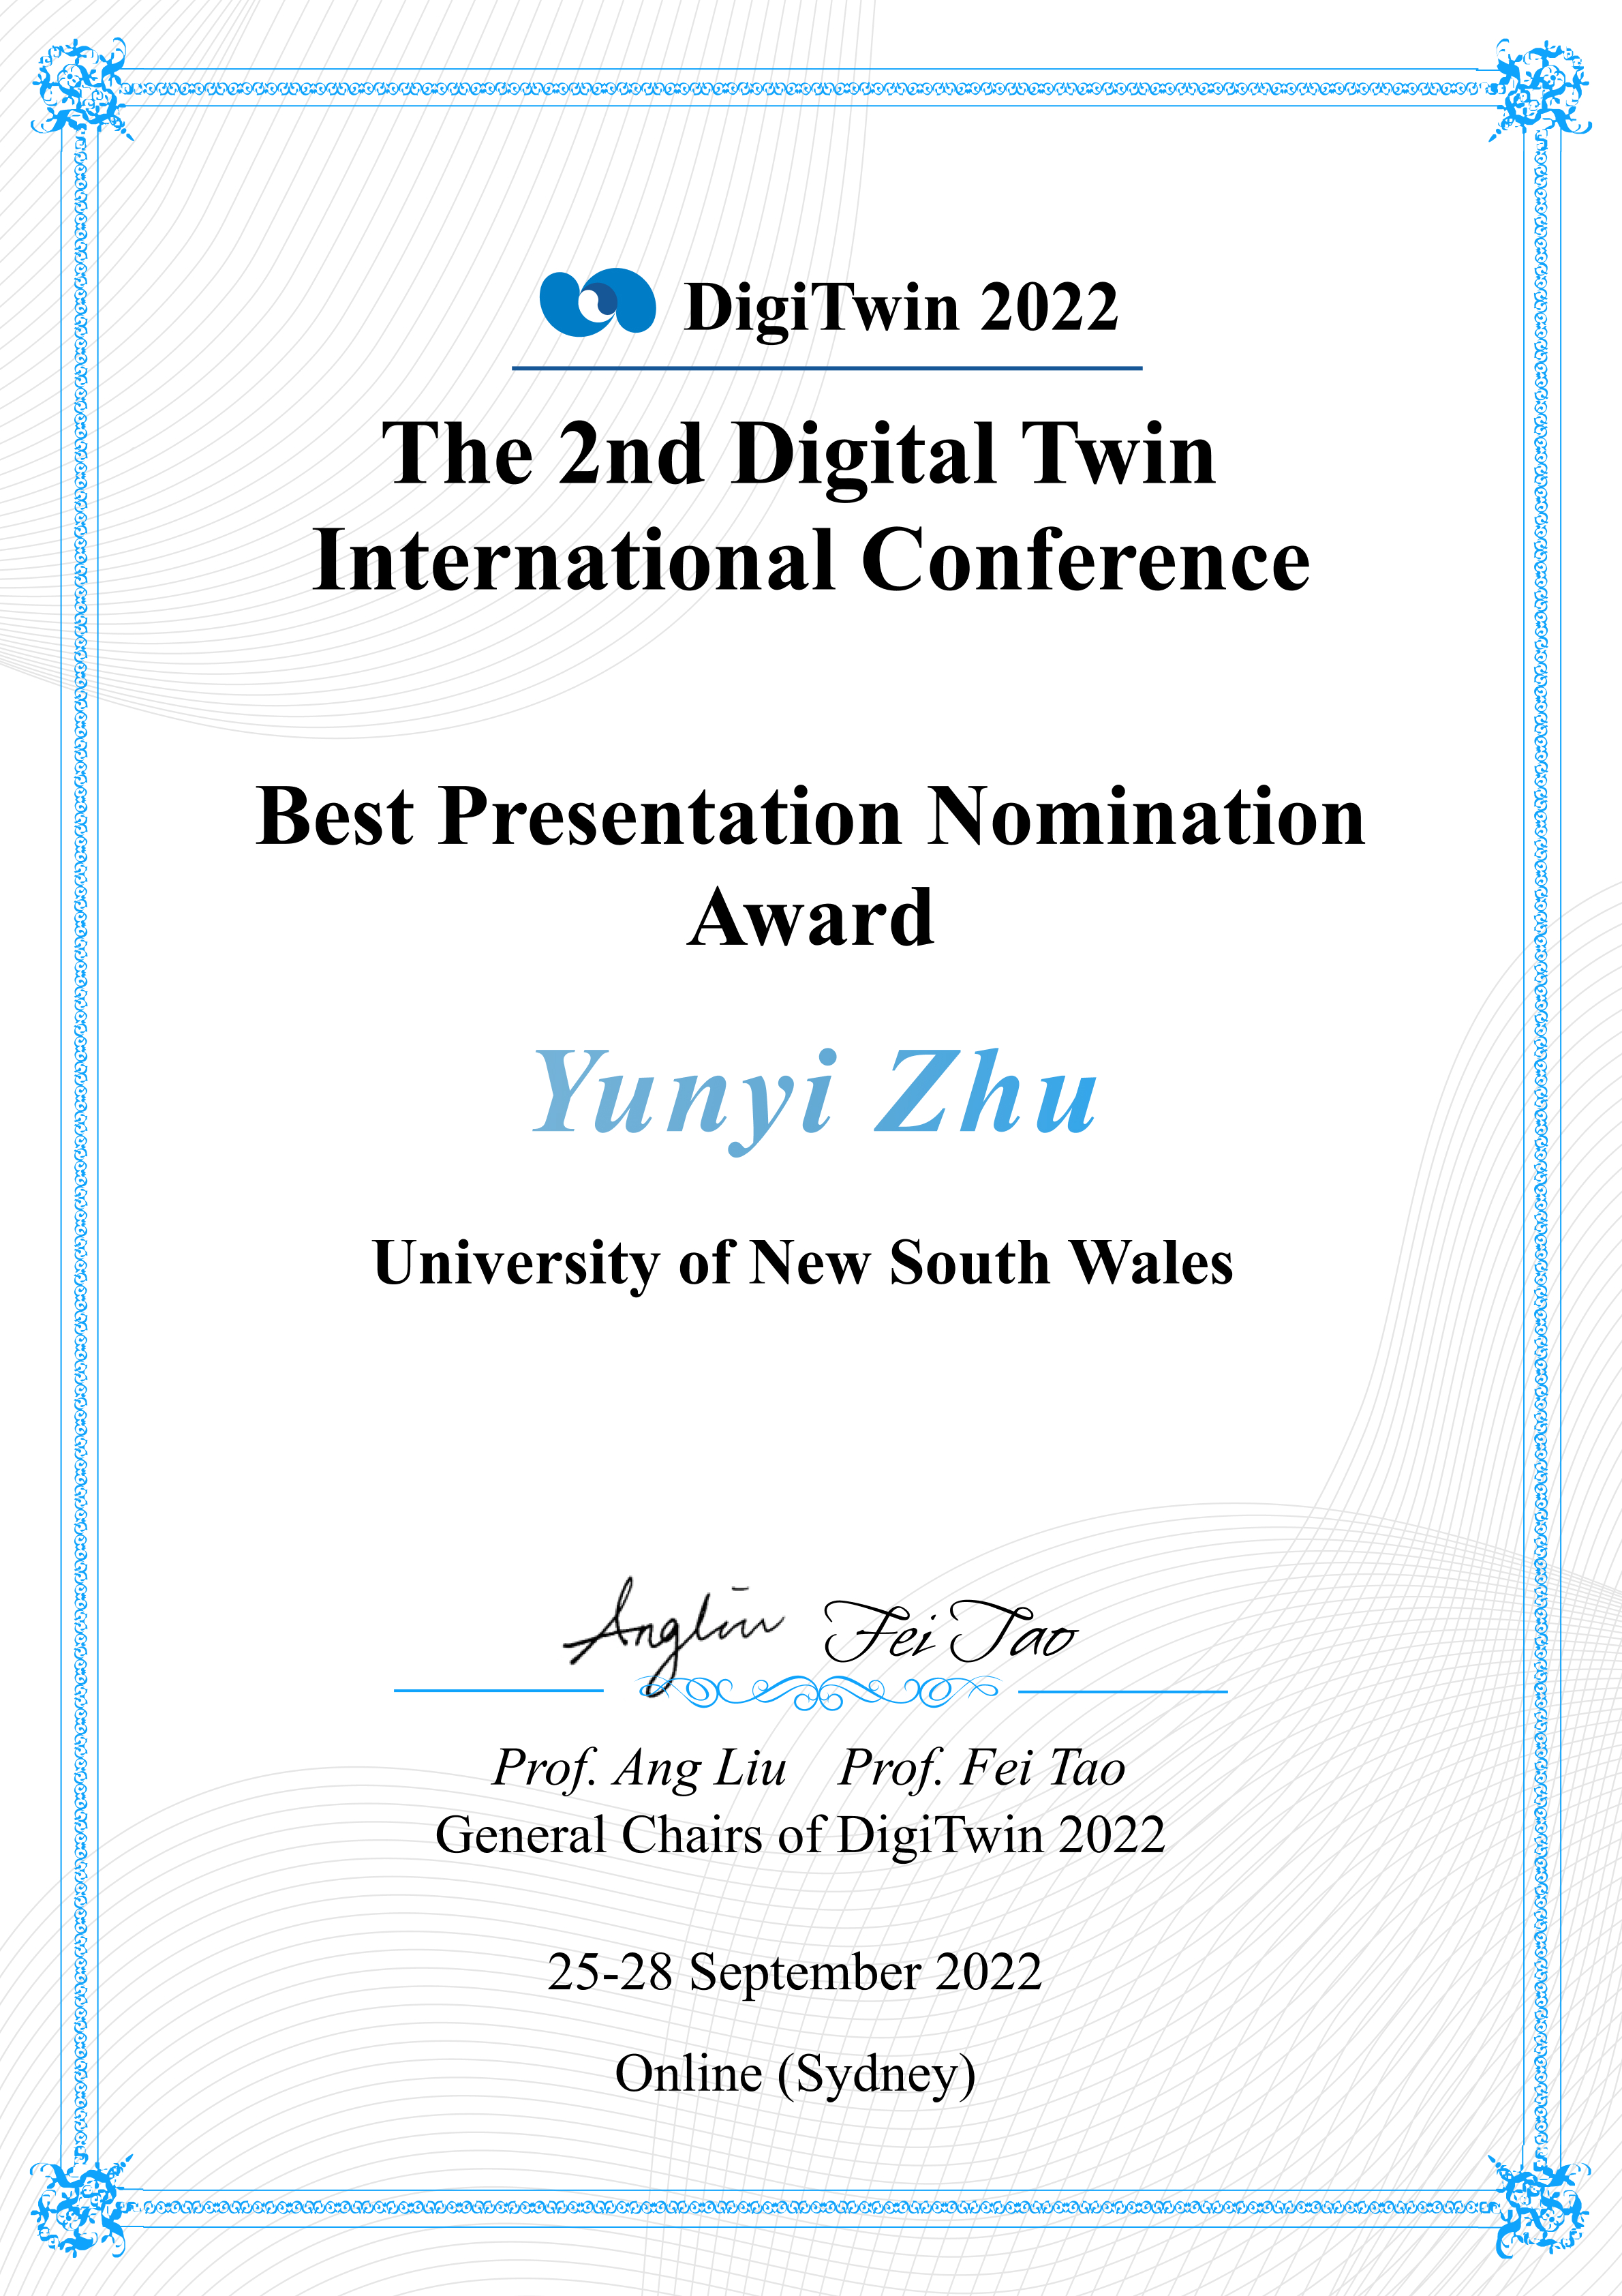 DigiTwin 2022
The 2nd Digital Twin
International Conference
Best Presentation Nomination
Award
Yunyi Zhu
University of New South Wales
Angliu Fei Tao
Prof. Ang Liu Prof. Fei Tao
General Chairs of DigiTwin 2022
25-28 September 2022
Online (Sydney)